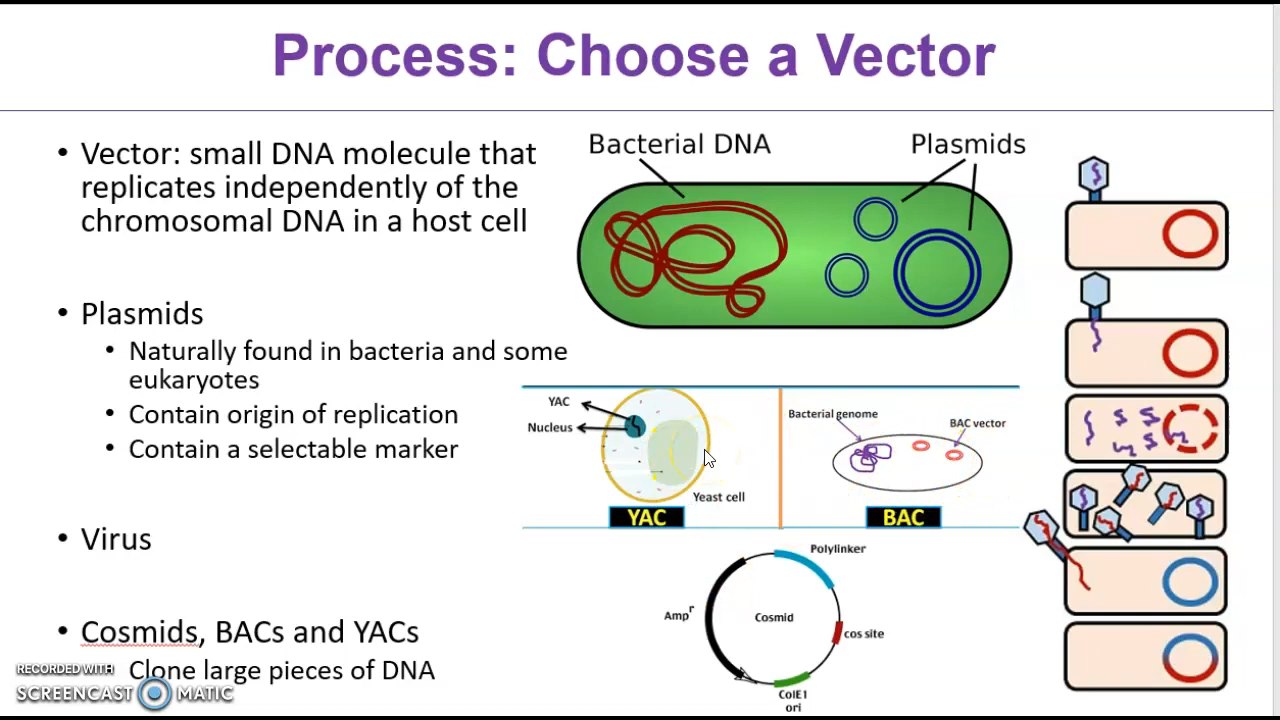 Process: Choose a Vector
• Vector: small DNA molecule that
replicates independently of the
chromosomal DNA in a host cell
• Plasmids
• Naturally found in bacteria and some
eukaryotes
• Contain origin of replication
• Contain a selectable marker
• Virus
• Cosmids, BACs and YACs
Clone large pieces of DNA
RECORDED WITH
SCREENCAST MATIC
Bacterial DNA
Plasmids
YAC
Nucleus
Yeast cell
YAC
Bacterial genome
BAC vector
BAC
Polylinker
Ampr
Cosmid
cos site
ColE1
ori